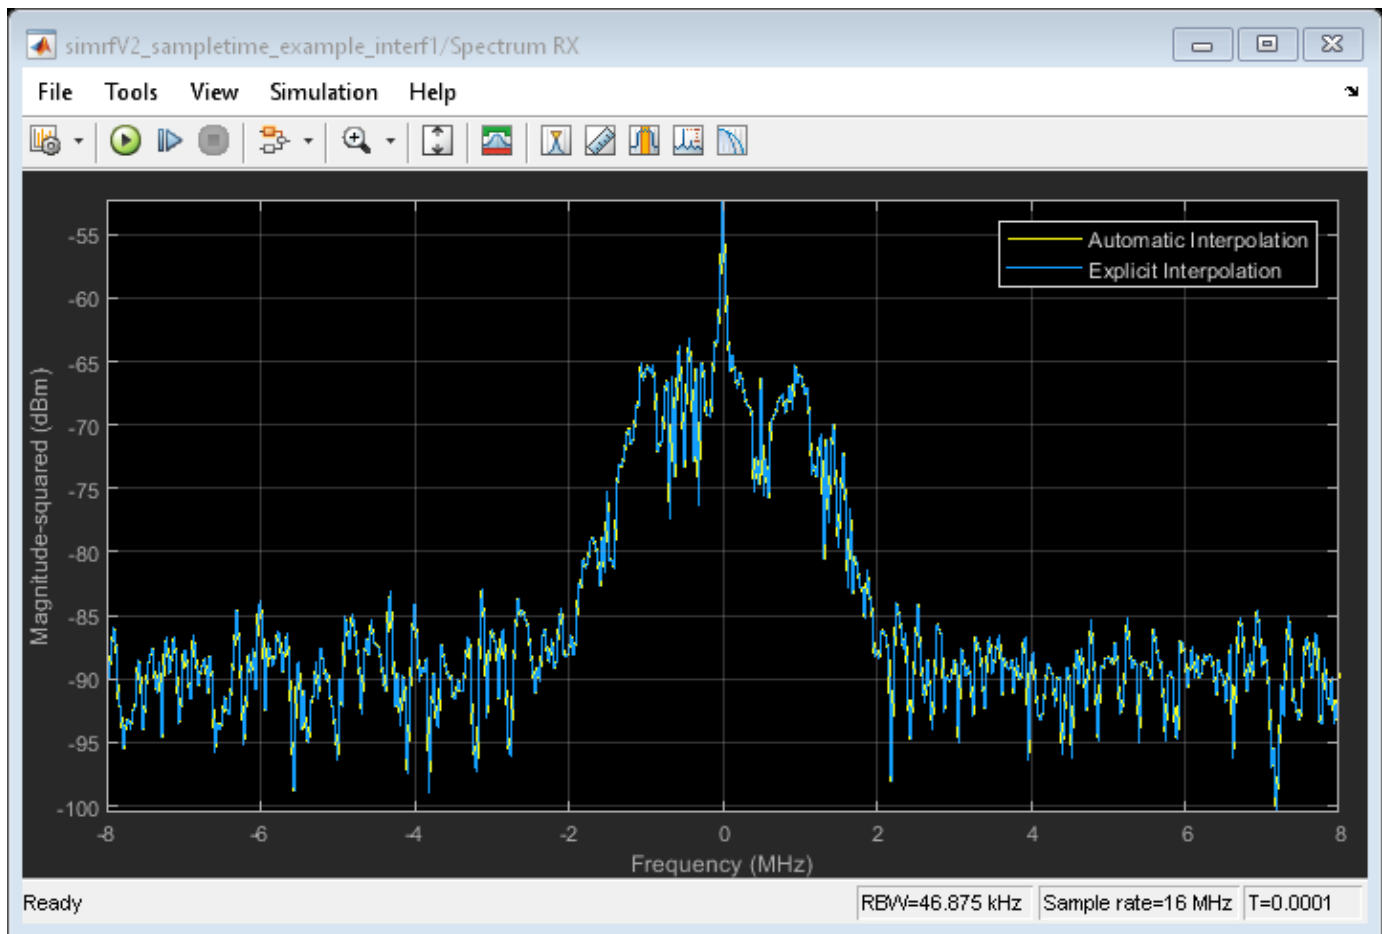 simrfV2_sampletime_example_interf1/Spectrum RX
File Tools View Simulation Help
Automatic Interpolation
Explicit Interpolation
Magnitude-squared (dBm)
-55
-60
-65
-70
-75
-80
-85
-90
-95
-100
-8 -6 -4 -2 0 2 4 6 8
Frequency (MHz)
Ready RBW=46.875 kHz Sample rate=16 MHz T=0.0001